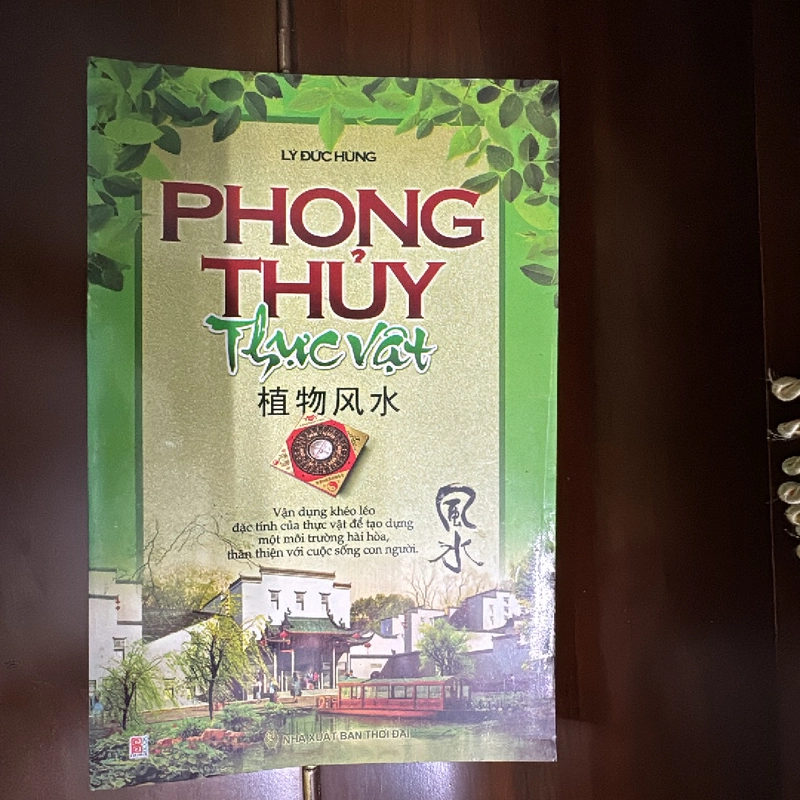 LÝ ĐỨC HÙNG
PHONG
THỦY
Thực vật
植物风水
Vận dụng khéo léo
đặc tính của thực vật để tạo dựng
một môi trường hài hòa,
thân thiện với cuộc sống con người.
風水
NHÀ XUẤT BẢN THỜI ĐẠI